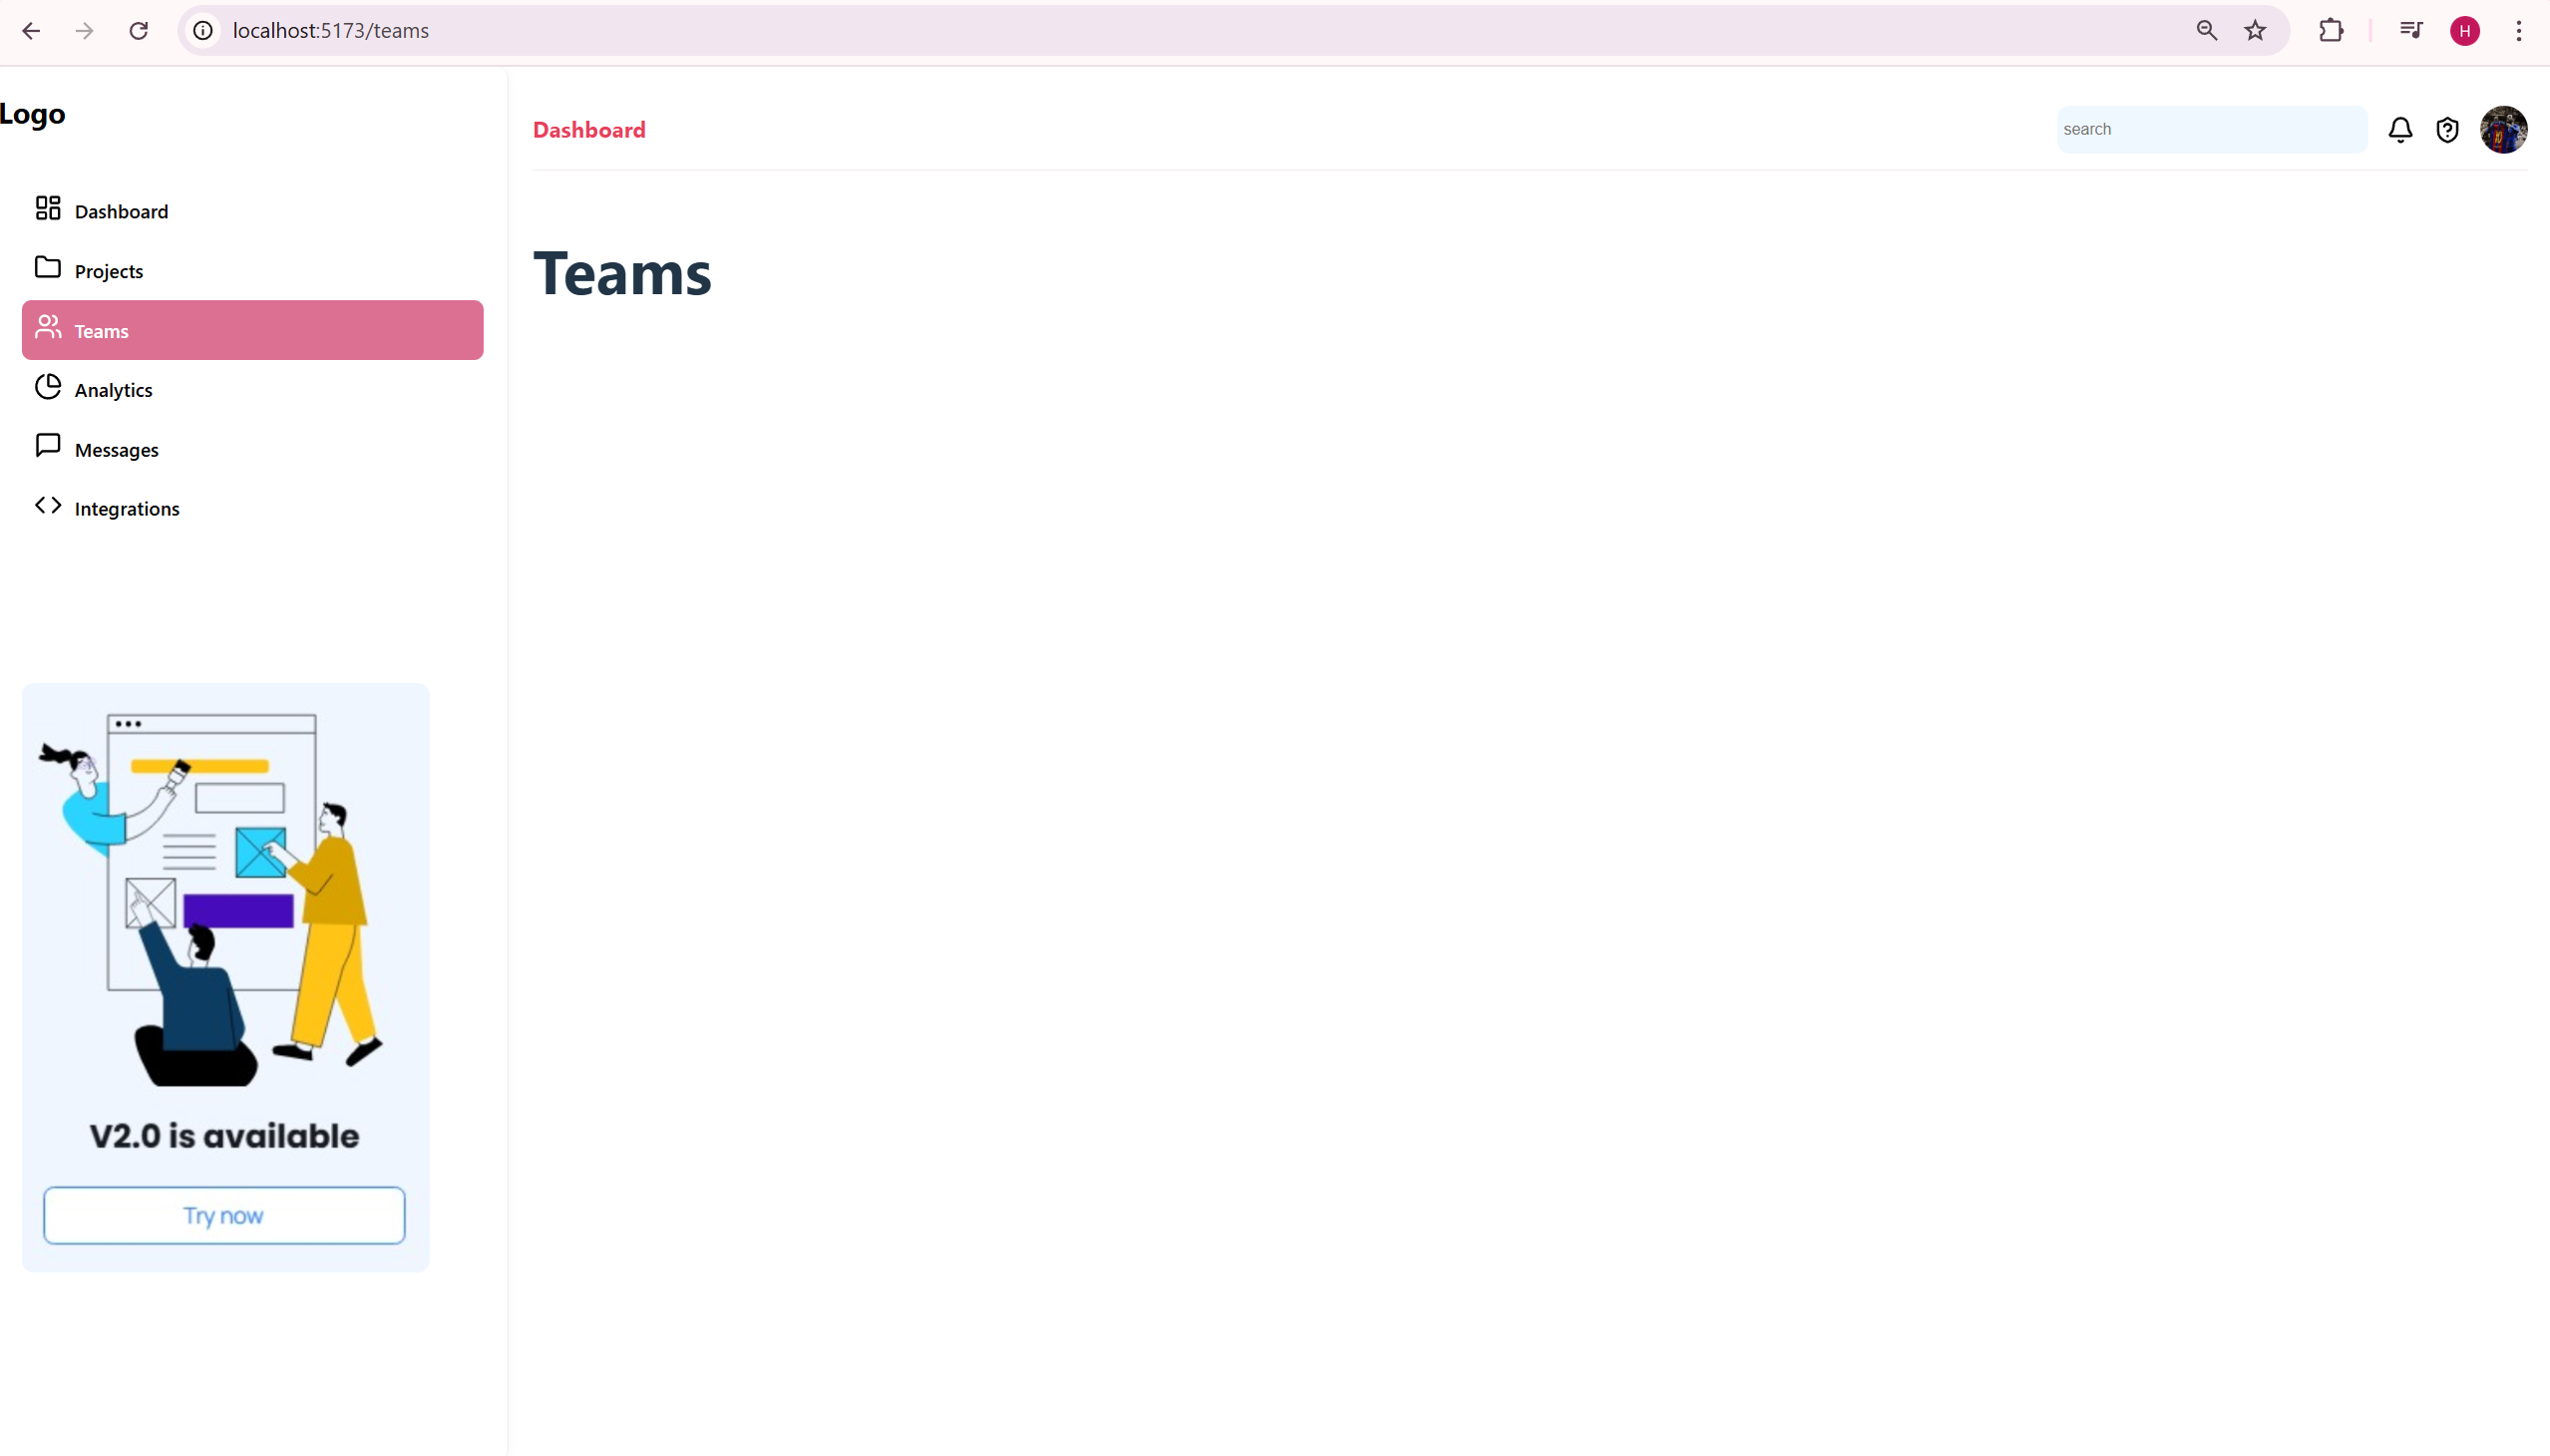 localhost:5173/teams
H
Logo
Dashboard
search
Dashboard
Projects
Teams
Analytics
Messages
Integrations
Teams
V2.0 is available
Try now